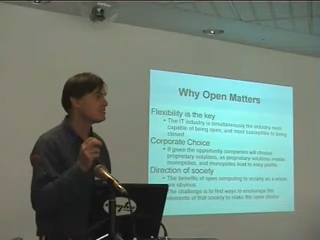 Why Open Matters
Flexibility is the key
• The IT industry is simultaneously the industry most
capable of being open, and most susceptible to being
closed
Corporate Choice
• If given the opportunity companies will choose
proprietary solutions, as proprietary solutions enable
monopolies, and monopolies lead to easy profits
Direction of society
• The benefits of open computing to society as a whole
are obvious
• The challenge is to find ways to encourage the
elements of that society to make the open choice